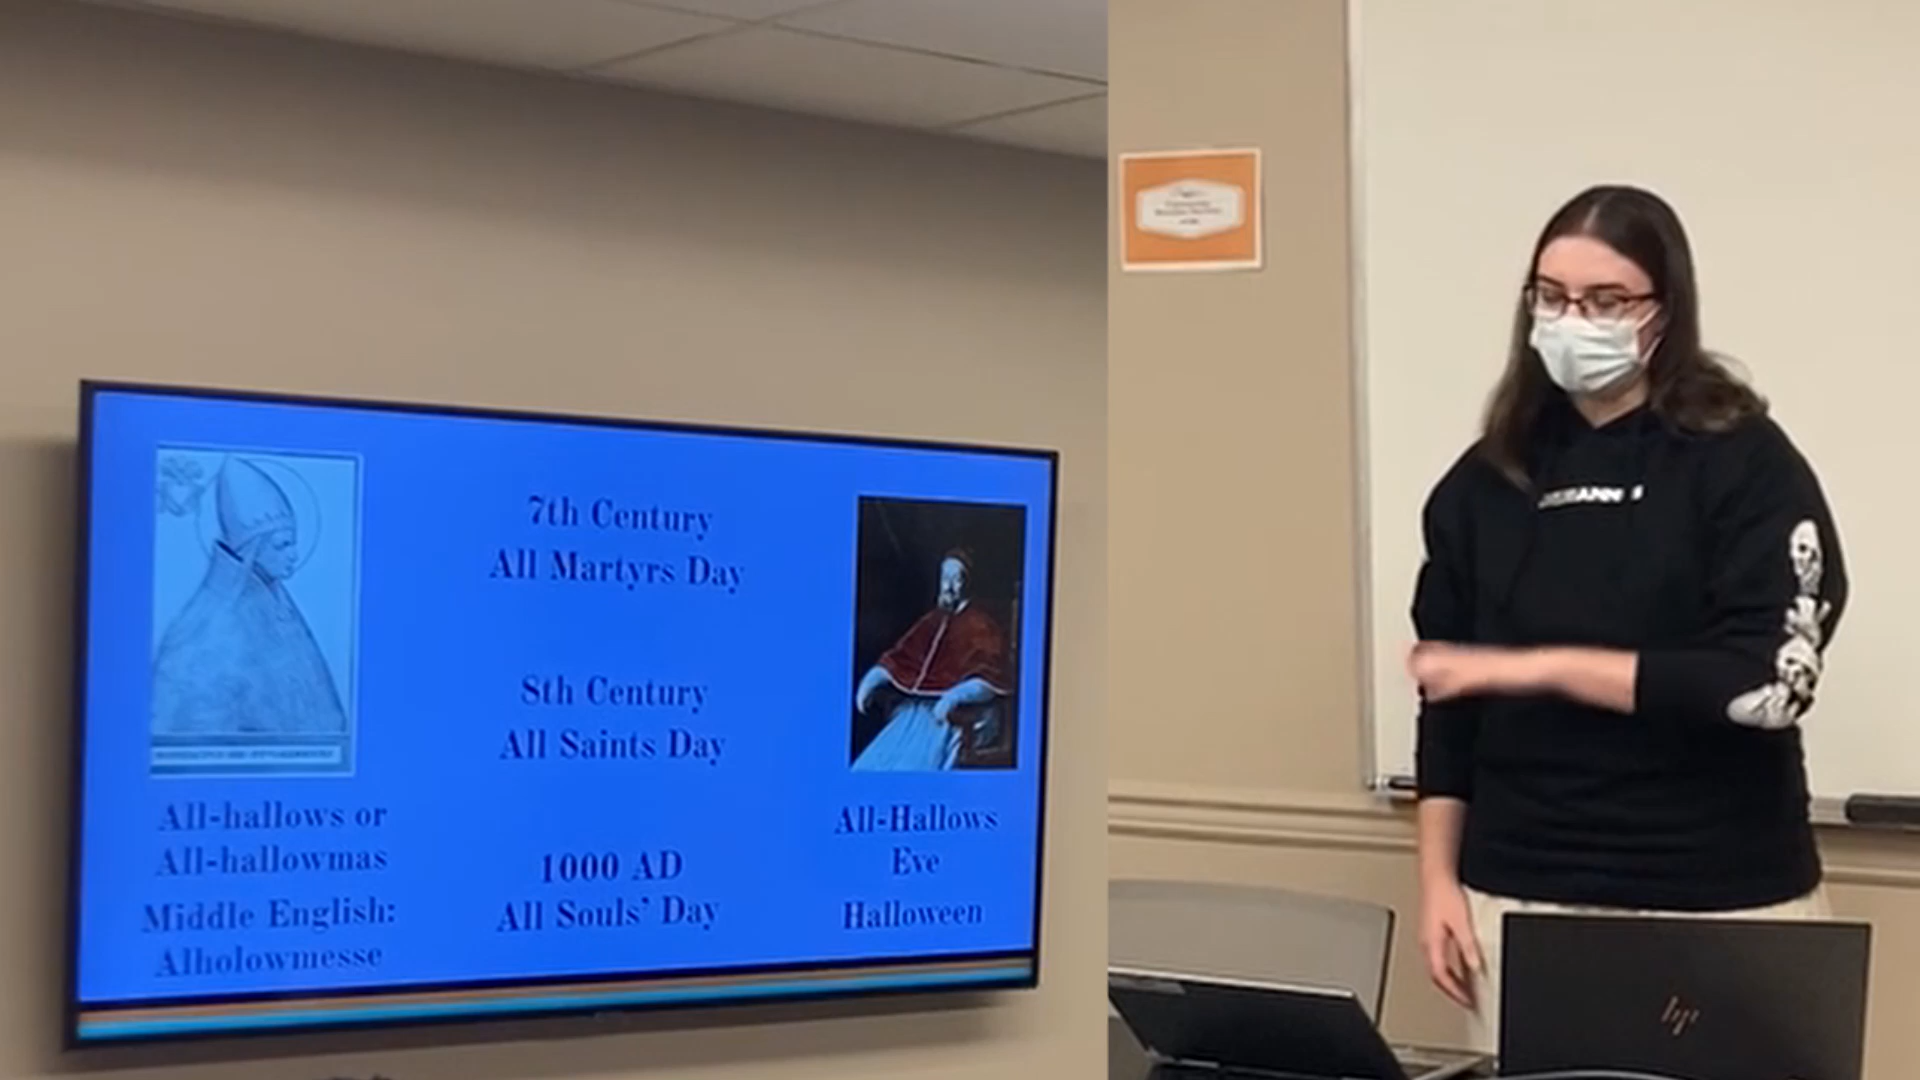 7th Century
All Martyrs Day
8th Century
All Saints Day
1000 AD
All Souls' Day
All-hallows or
All-hallowmas
Middle English:
Alholowmesse
All-Hallows
Eve
Halloween
hp